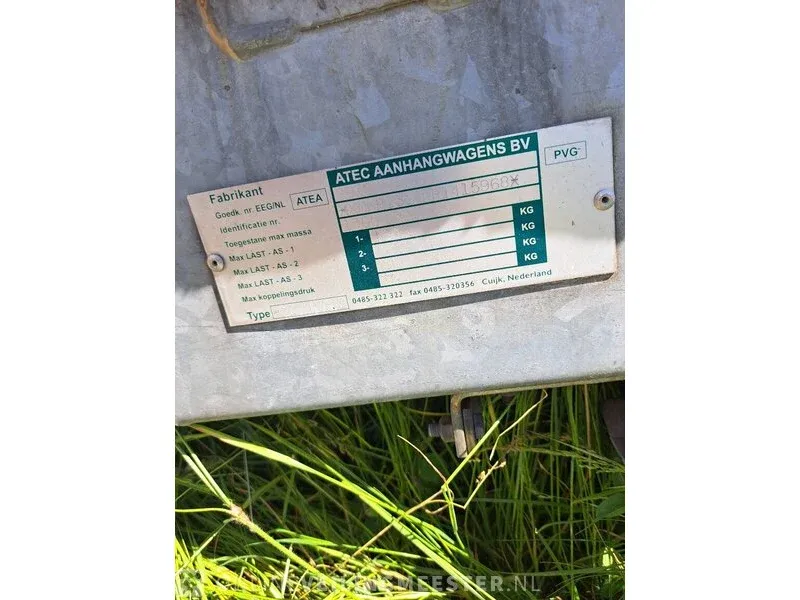 Fabrikant
ATEC AANHANGWAGENS BV
PVG
Goedk. nr. EEG/NL ATEA
Identificatie nr.
Toegestane max massa KG
Max LAST - AS - 1 1- KG
Max LAST - AS - 2 2- KG
Max LAST - AS - 3 3- KG
Max koppelingsdruk
Type
0485-322 322 fax 0485-320356 Cuijk, Nederland